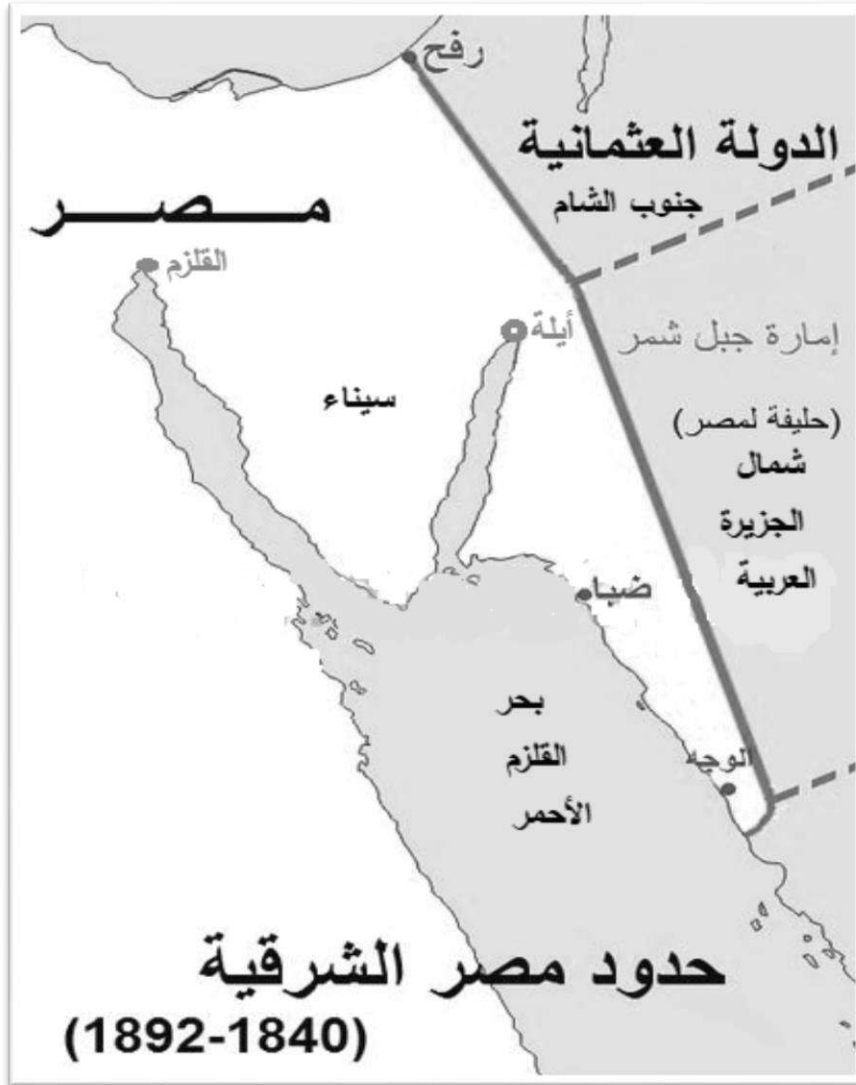 رفح
الدولة العثمانية
جنوب الشام
مـــصـــر
القلزم
أيلة
إمارة جبل شمر
سيناء
(حليفة لمصر)
شمال
الجزيرة
العربية
ضبا
بحر
القلزم
الأحمر
الوجه
حدود مصر الشرقية
(1840-1892)